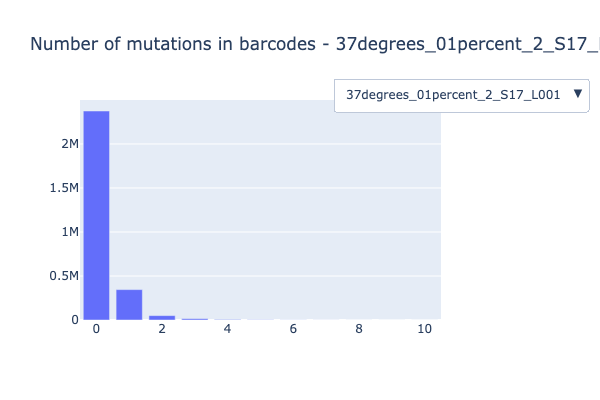 Number of mutations in barcodes - 37degrees_01percent_2_S17_
37degrees_01percent_2_S17_L001 ▼
2M
1.5M
1M
0.5M
0
0 2 4 6 8 10